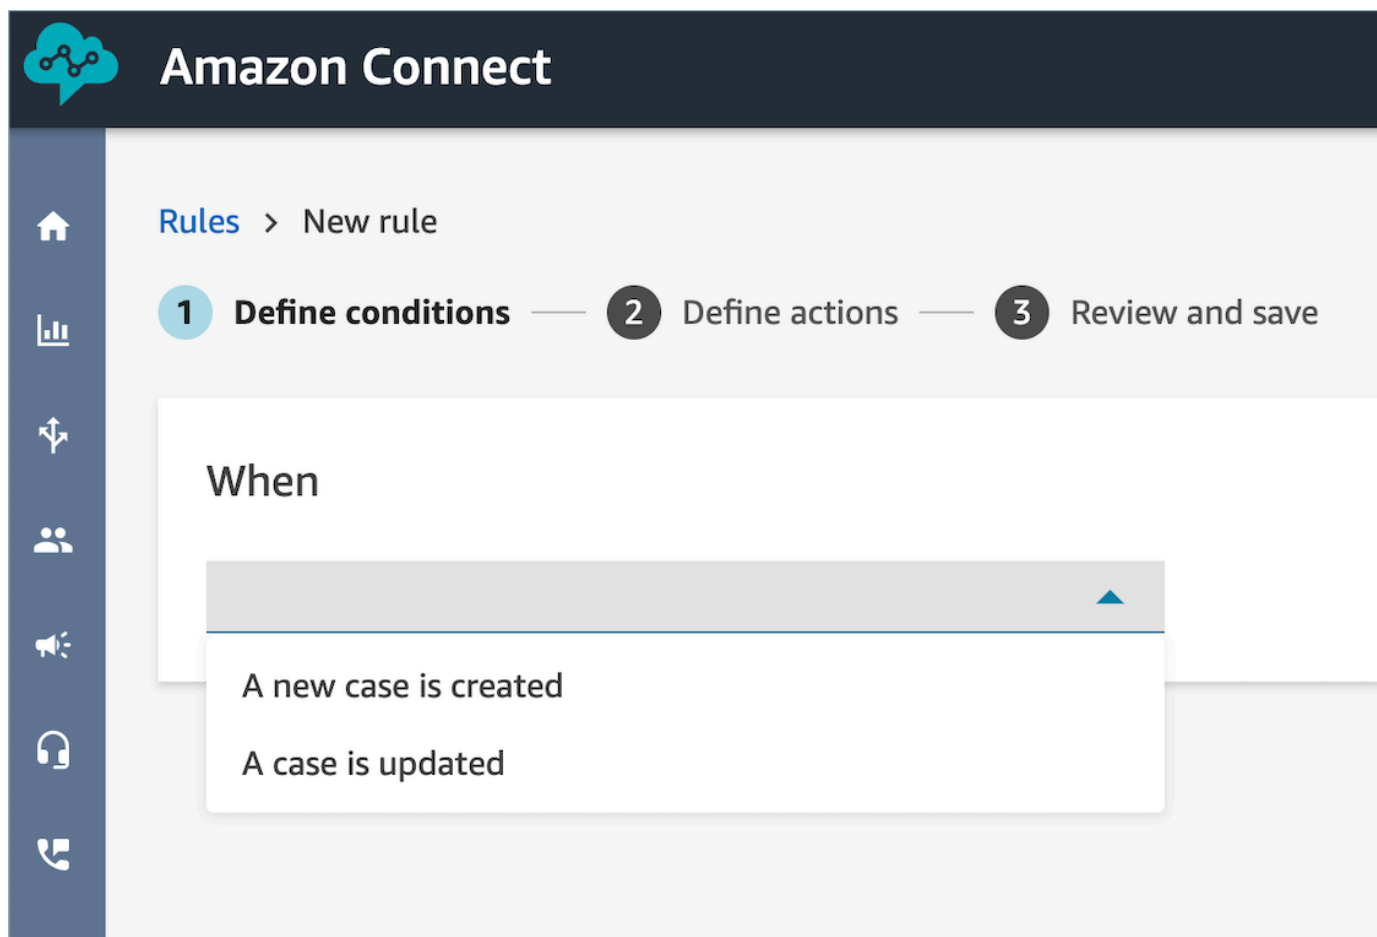 Amazon Connect
Rules > New rule
1 Define conditions 2 Define actions 3 Review and save
When
A new case is created
A case is updated